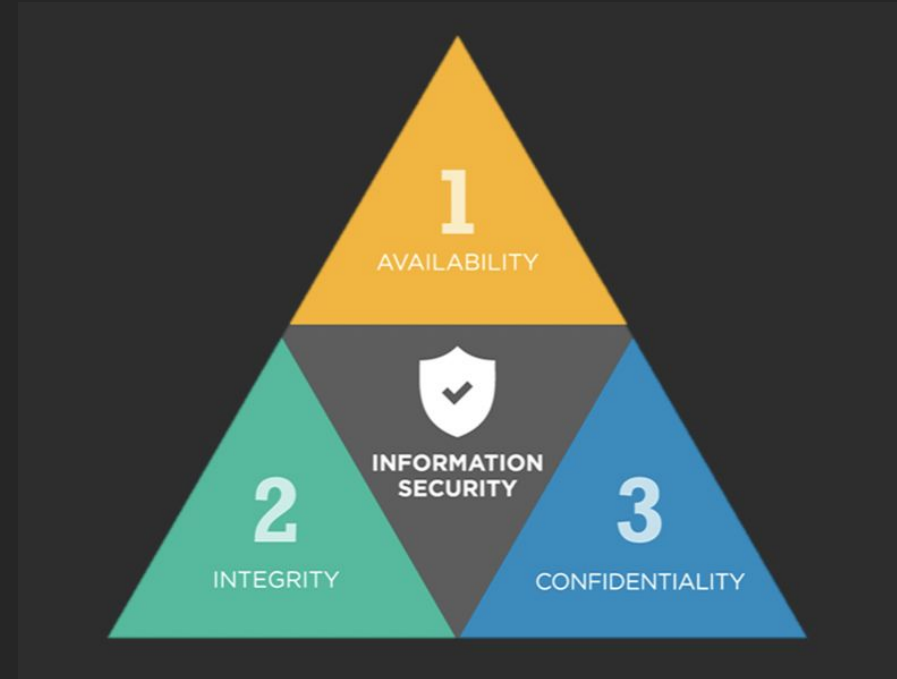 1
AVAILABILITY
INFORMATION
SECURITY
2
INTEGRITY
3
CONFIDENTIALITY